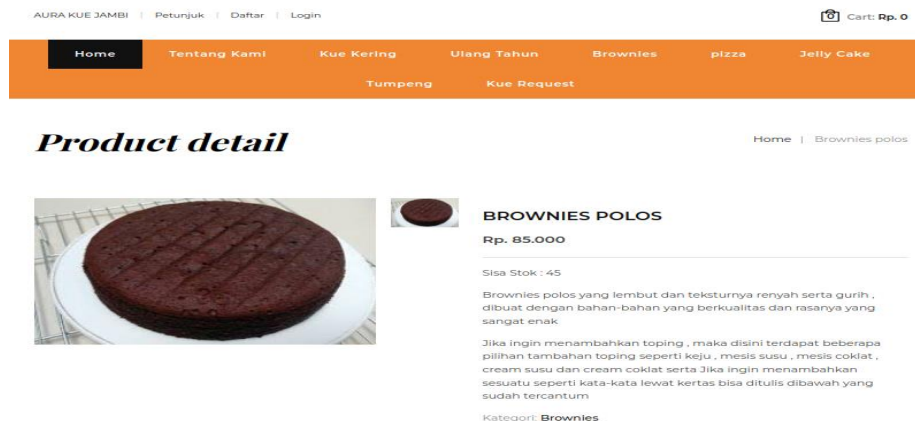 AURA KUE JAMBI | Petunjuk | Daftar | Login
Cart: Rp. 0
Home Tentang Kami Kue Kering Ulang Tahun Brownies pizza Jelly Cake
Tumpeng Kue Request
Product detail
Home | Brownies polos
BROWNIES POLOS
Rp. 85.000
Sisa Stok : 45
Brownies polos yang lembut dan teksturnya renyah serta gurih ,
dibuat dengan bahan-bahan yang berkualitas dan rasanya yang
sangat enak
Jika ingin menambahkan toping , maka disini terdapat beberapa
pilihan tambahan toping seperti keju , mesis susu , mesis coklat ,
cream susu dan cream coklat serta Jika ingin menambahkan
sesuatu seperti kata-kata lewat kertas bisa ditulis dibawah yang
sudah tercantum
Kategori: Brownies